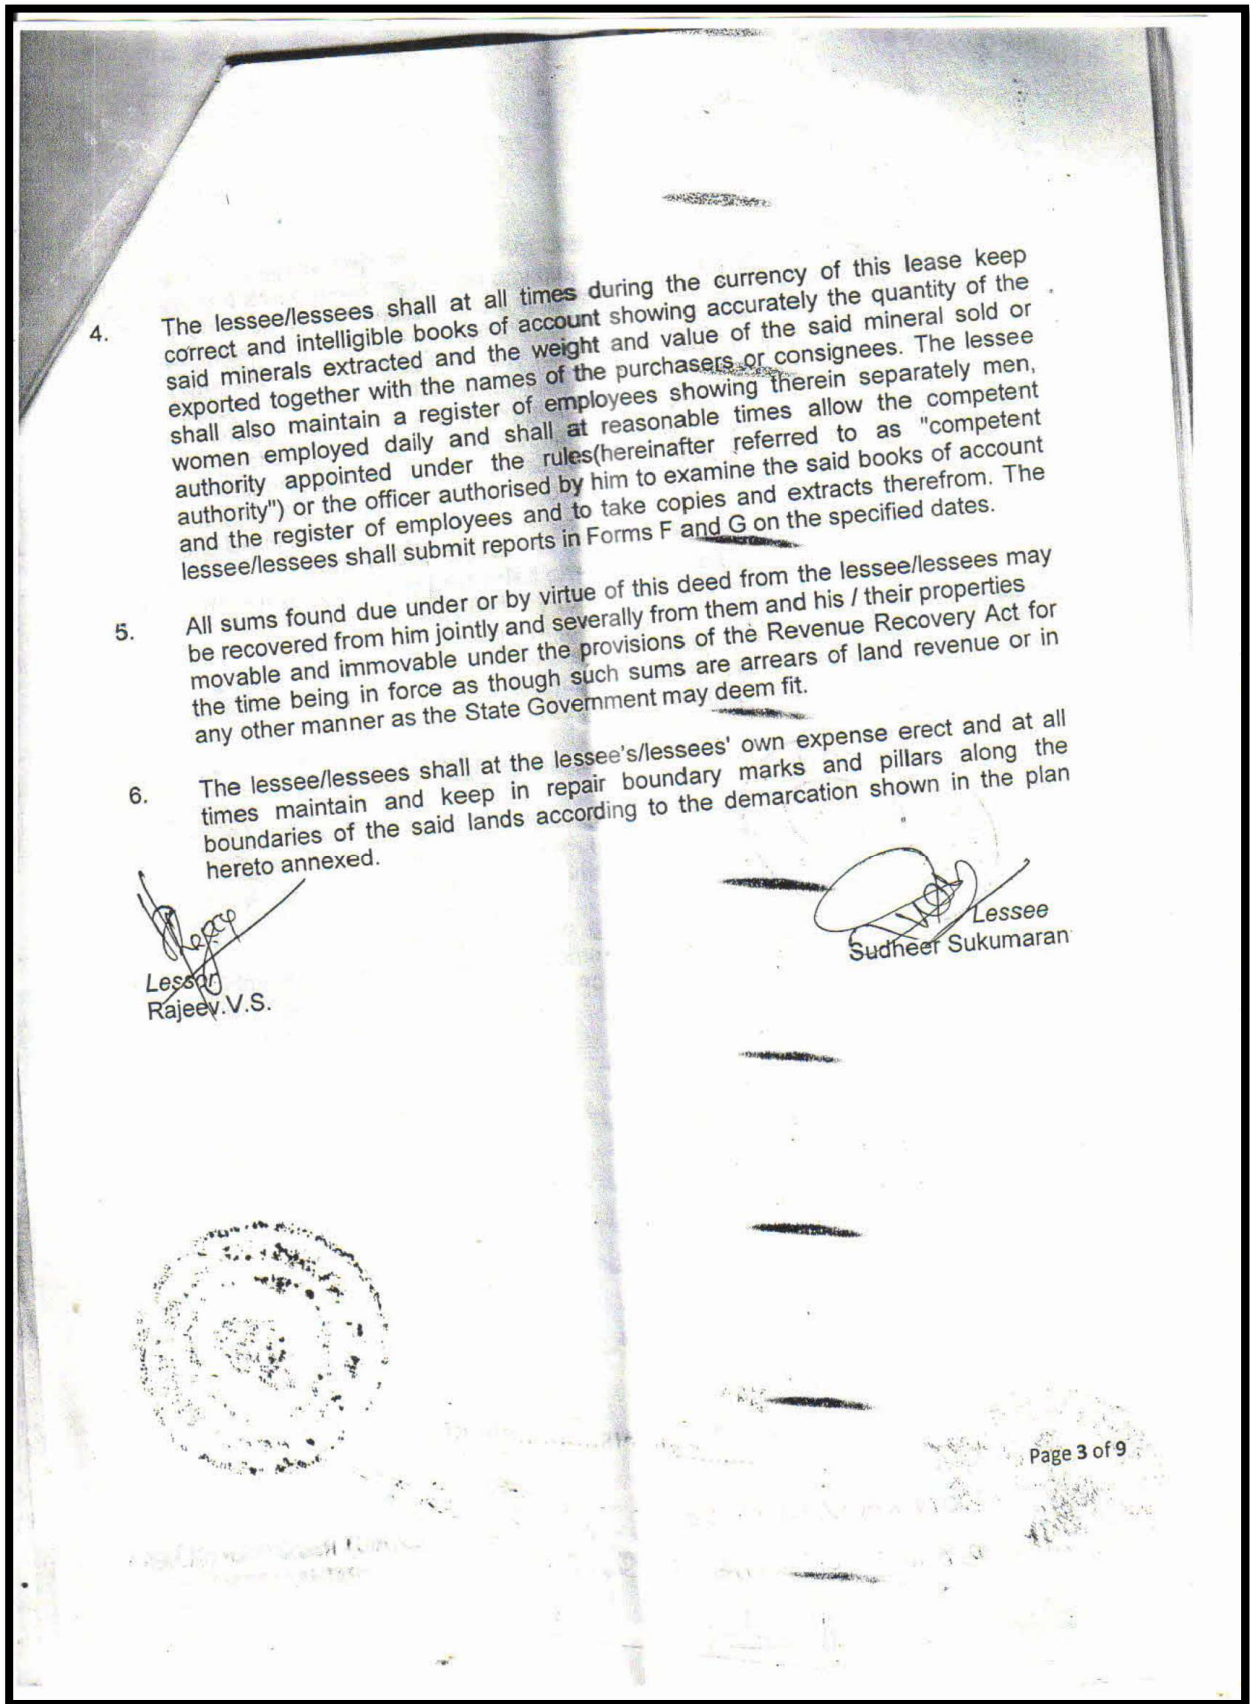 4. The lessee/lessees shall at all times during the currency of this lease keep
correct and intelligible books of account showing accurately the quantity of the
said minerals extracted and the weight and value of the said mineral sold or
exported together with the names of the purchasers or consignees. The lessee
shall also maintain a register of employees showing therein separately men,
women employed daily and shall at reasonable times allow the competent
authority appointed under the rules(hereinafter referred to as "competent
authority") or the officer authorised by him to examine the said books of account
and the register of employees and to take copies and extracts therefrom. The
lessee/lessees shall submit reports in Forms F and G on the specified dates.
5. All sums found due under or by virtue of this deed from the lessee/lessees may
be recovered from him jointly and severally from them and his / their properties
movable and immovable under the provisions of the Revenue Recovery Act for
the time being in force as though such sums are arrears of land revenue or in
any other manner as the State Government may deem fit.
6. The lessee/lessees shall at the lessee's/lessees' own expense erect and at all
times maintain and keep in repair boundary marks and pillars along the
boundaries of the said lands according to the demarcation shown in the plan
hereto annexed.
Lessee
Sudheer Sukumaran
Lessor
Rajeev.V.S.
Page 3 of 9